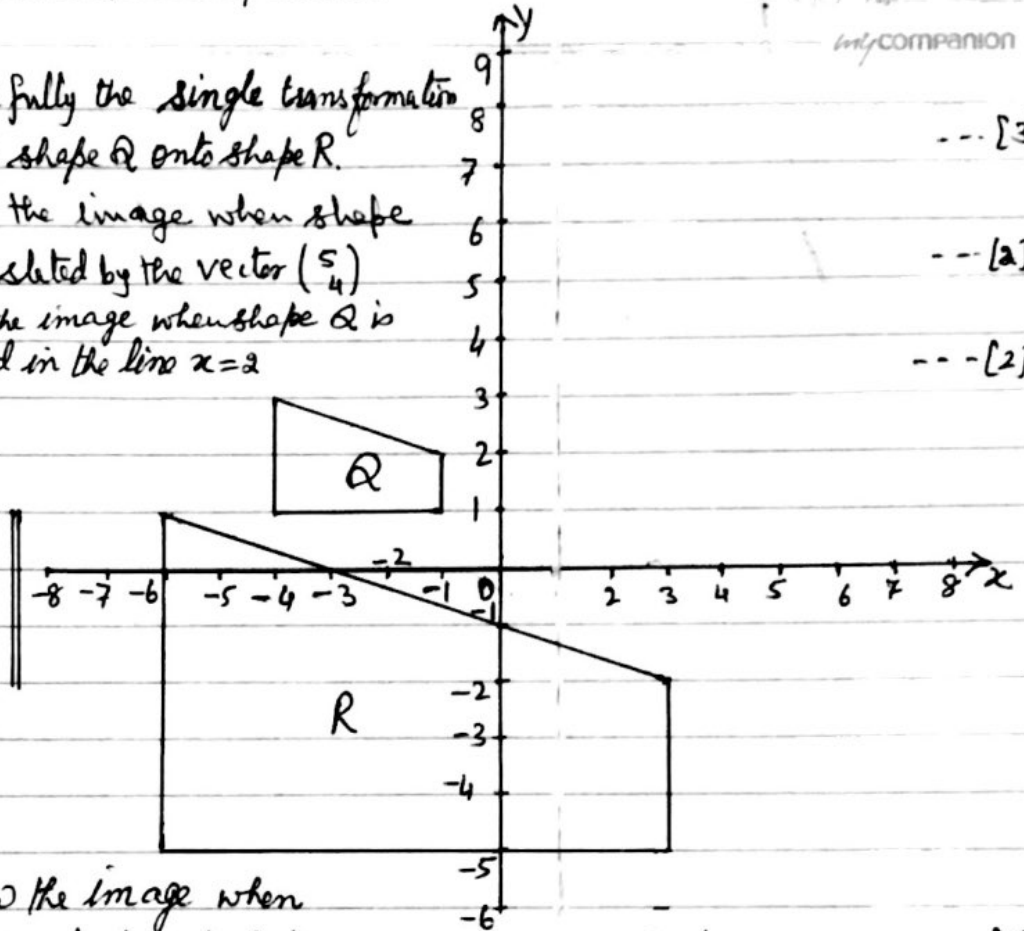 fully the single transformation
shape Q onto shape R.
the image when shape
slated by the vector (5 4)
he image when shape Q is
d in the line x=2
my companion
--- [3
--- [2]
--- [2]
y
9
8
7
6
5
4
3
2
1
Q
-8 -7 -6 -5 -4 -3 -2 -1 0 2 3 4 5 6 7 8 x
-1
-2
R
-3
-4
-5
-6
the image when